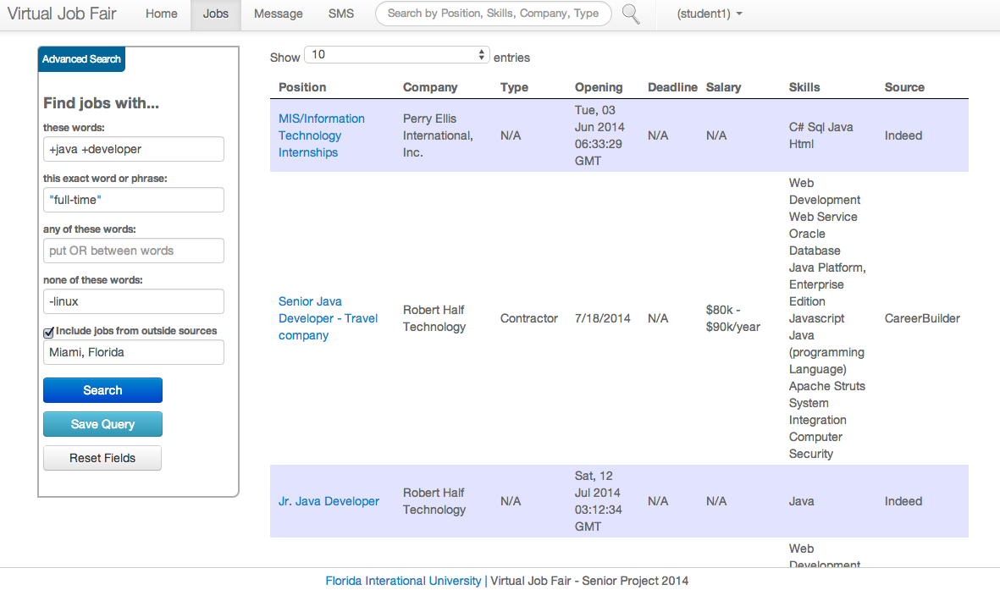 Virtual Job Fair Home Jobs Message SMS Search by Position, Skills, Company, Type (student1)
Advanced Search
Find jobs with...
these words:
+java +developer
this exact word or phrase:
"full-time"
any of these words:
put OR between words
none of these words:
-linux
Include jobs from outside sources
Miami, Florida
Search
Save Query
Reset Fields
Show 10 entries
Position Company Type Opening Deadline Salary Skills Source
MIS/Information
Technology
Internships
Perry Ellis
International,
Inc.
N/A
Tue, 03
Jun 2014
06:33:29
GMT
N/A
N/A
C# Sql Java
Html
Indeed
Senior Java
Developer - Travel
company
Robert Half
Technology
Contractor
7/18/2014
N/A
$80k -
$90k/year
Web
Development
Web Service
Oracle
Database
Java Platform,
Enterprise
Edition
Javascript
Java
(programming
Language)
Apache Struts
System
Integration
Computer
Security
CareerBuilder
Jr. Java Developer
Robert Half
Technology
N/A
Sat, 12
Jul 2014
03:12:34
GMT
N/A
N/A
Java
Indeed
Web
Development
Florida Interational University | Virtual Job Fair - Senior Project 2014